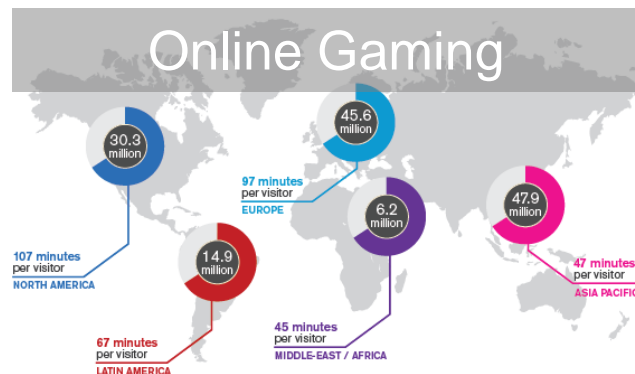 Online Gaming
30.3
million
107 minutes
per visitor
NORTH AMERICA
45.6
million
97 minutes
per visitor
EUROPE
14.9
million
67 minutes
per visitor
LATIN AMERICA
6.2
million
45 minutes
per visitor
MIDDLE-EAST / AFRICA
47.9
million
47 minutes
per visitor
ASIA PACIFIC